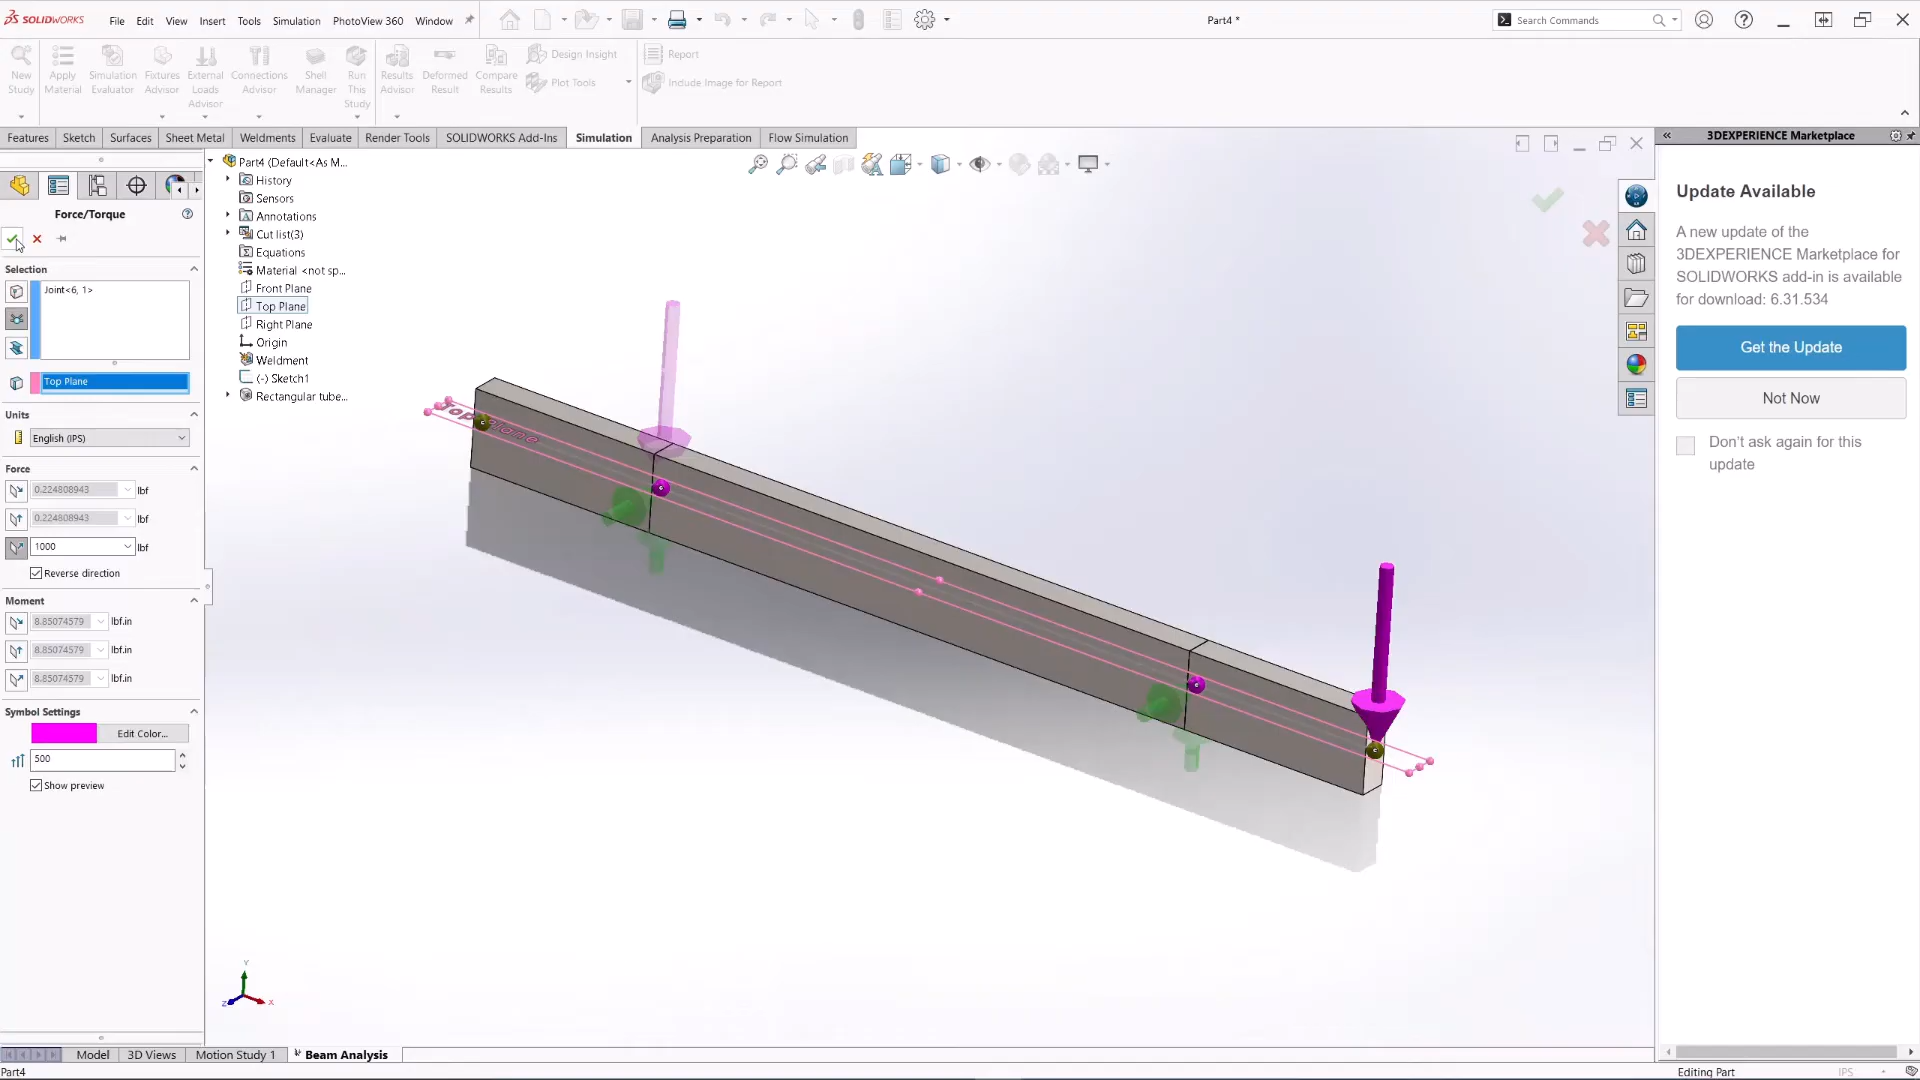 SOLIDWORKS
File Edit View Insert Tools Simulation PhotoView 360 Window
Part4 *
Search Commands
New Study
Apply Material
Simulation Evaluator
Fixtures Advisor
External Loads Advisor
Connections Advisor
Shell Manager
Run This Study
Results Advisor
Deformed Result
Compare Results
Design Insight
Plot Tools
Report
Include Image for Report
Features Sketch Surfaces Sheet Metal Weldments Evaluate Render Tools SOLIDWORKS Add-Ins Simulation Analysis Preparation Flow Simulation
Force/Torque
Selection
Joint<6, 1>
Top Plane
Units
English (IPS)
Force
0.224808943 lbf
0.224808943 lbf
1000 lbf
Reverse direction
Moment
8.85074579 lbf.in
8.85074579 lbf.in
8.85074579 lbf.in
Symbol Settings
Edit Color...
500
Show preview
Part4 (Default<As M...
History
Sensors
Annotations
Cut list(3)
Equations
Material <not sp...
Front Plane
Top Plane
Right Plane
Origin
Weldment
(-) Sketch1
Rectangular tube...
Top Plane
Y
Z
X
3DEXPERIENCE Marketplace
Update Available
A new update of the
3DEXPERIENCE Marketplace for
SOLIDWORKS add-in is available
for download: 6.31.534
Get the Update
Not Now
Don't ask again for this
update
Model 3D Views Motion Study 1 Beam Analysis
Part4
Editing Part
IPS